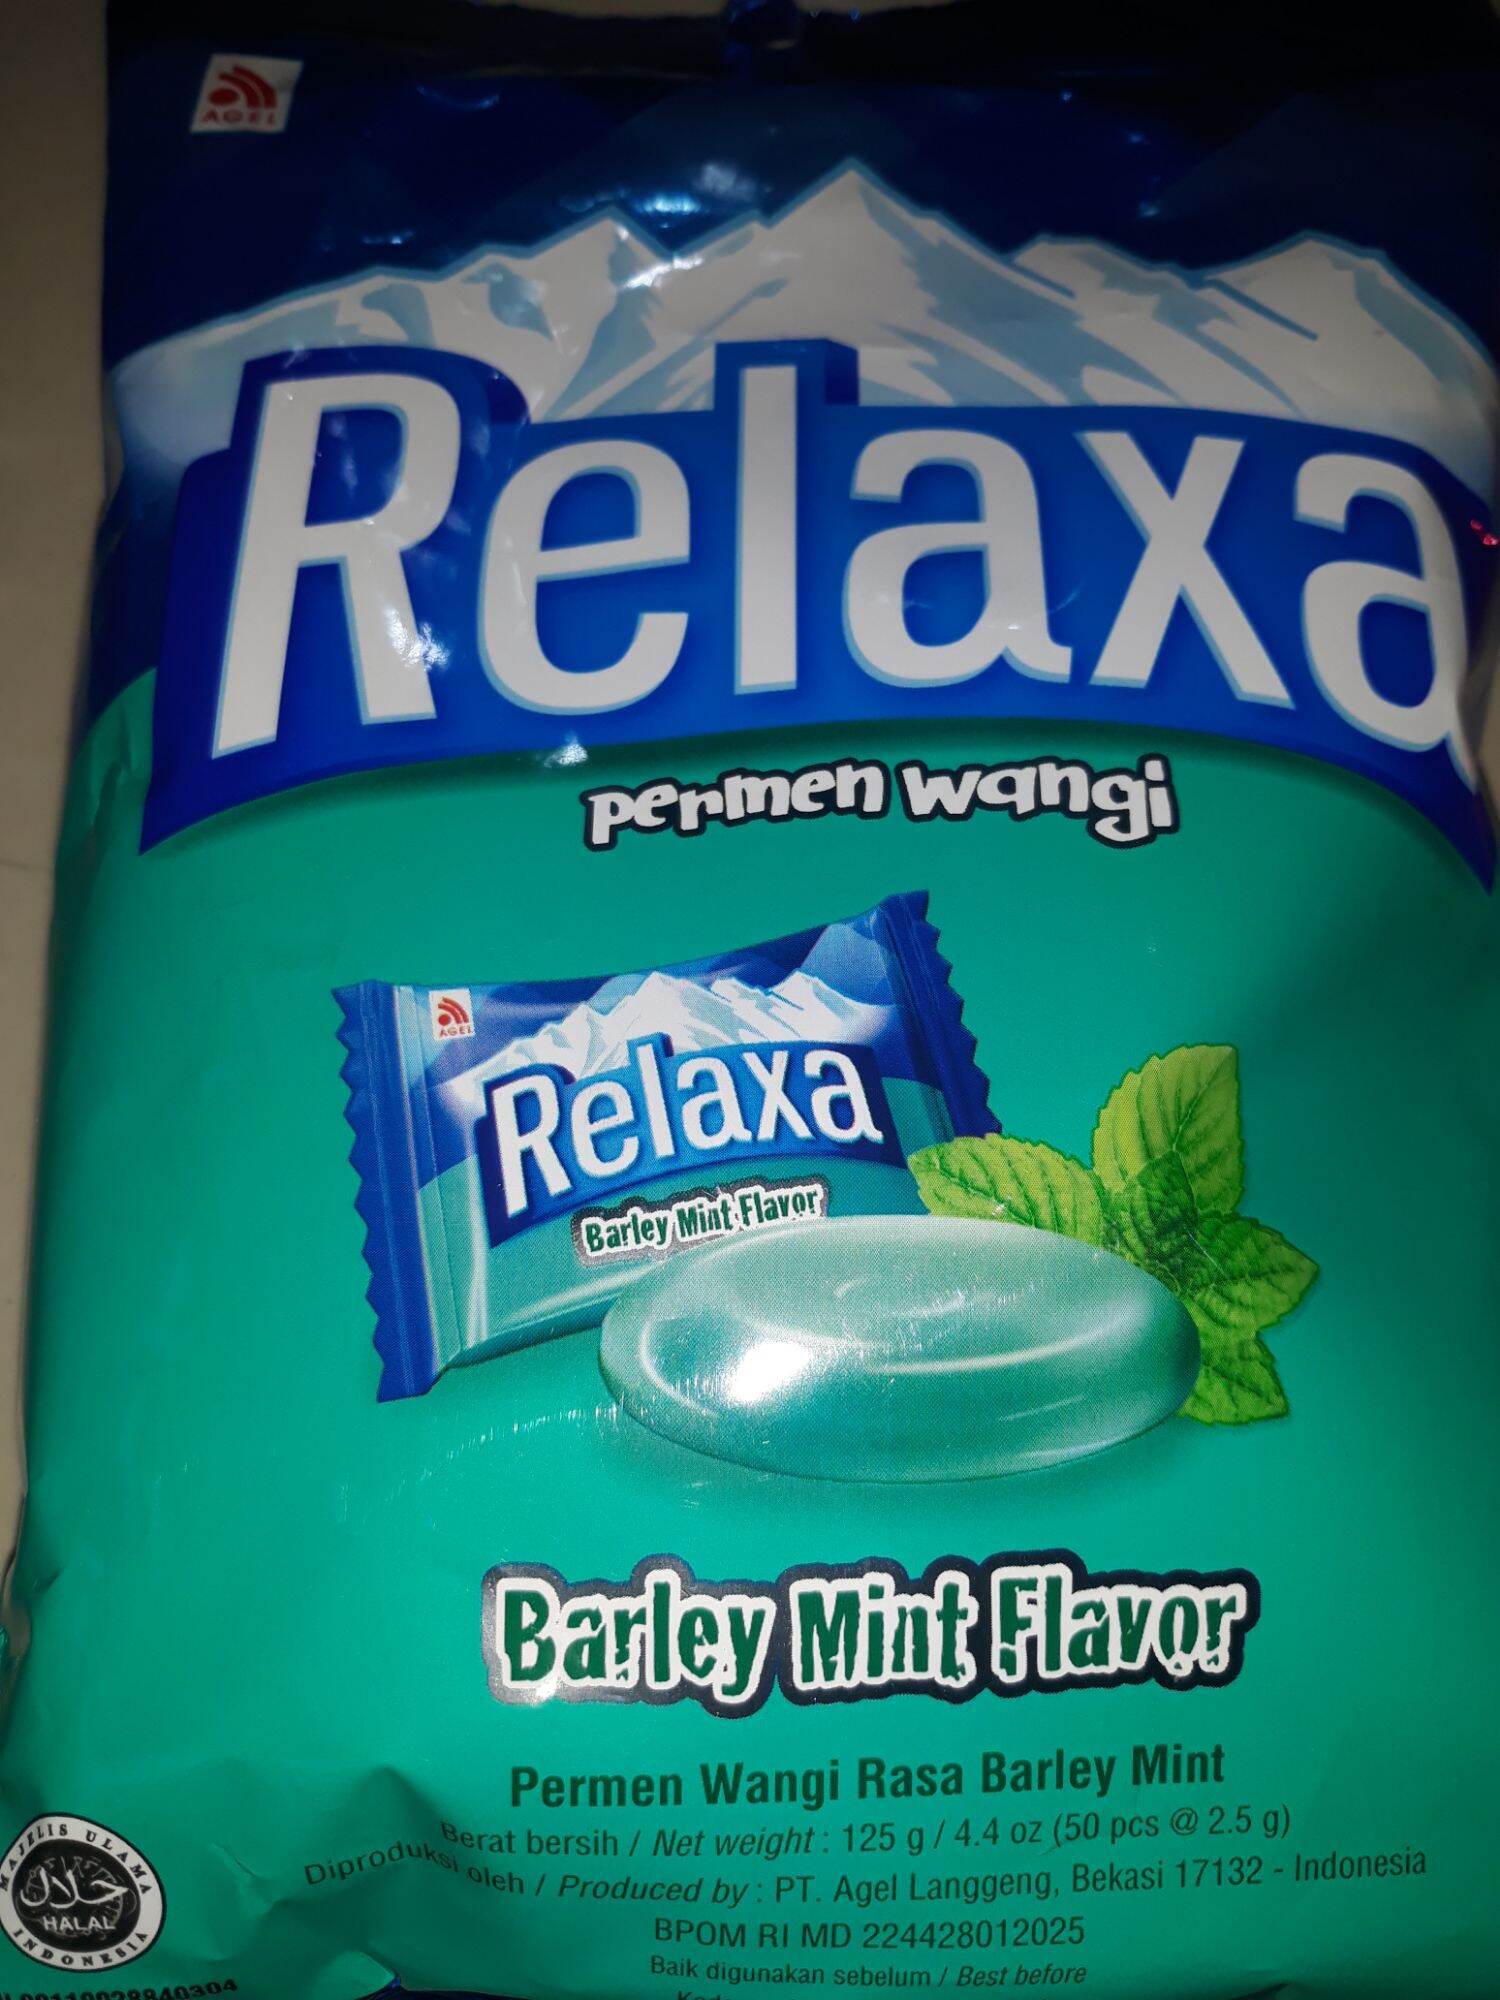 AGEL
Relaxa
permen wangi
AGEL
Relaxa
Barley Mint Flavor
Barley Mint Flavor
Permen Wangi Rasa Barley Mint
Berat bersih / Net weight : 125 g / 4.4 oz (50 pcs @ 2.5 g)
Diproduksi oleh / Produced by : PT. Agel Langgeng, Bekasi 17132 - Indonesia
BPOM RI MD 224428012025
Baik digunakan sebelum / Best before
MAJELIS ULAMA
حلال
HALAL
INDONESIA